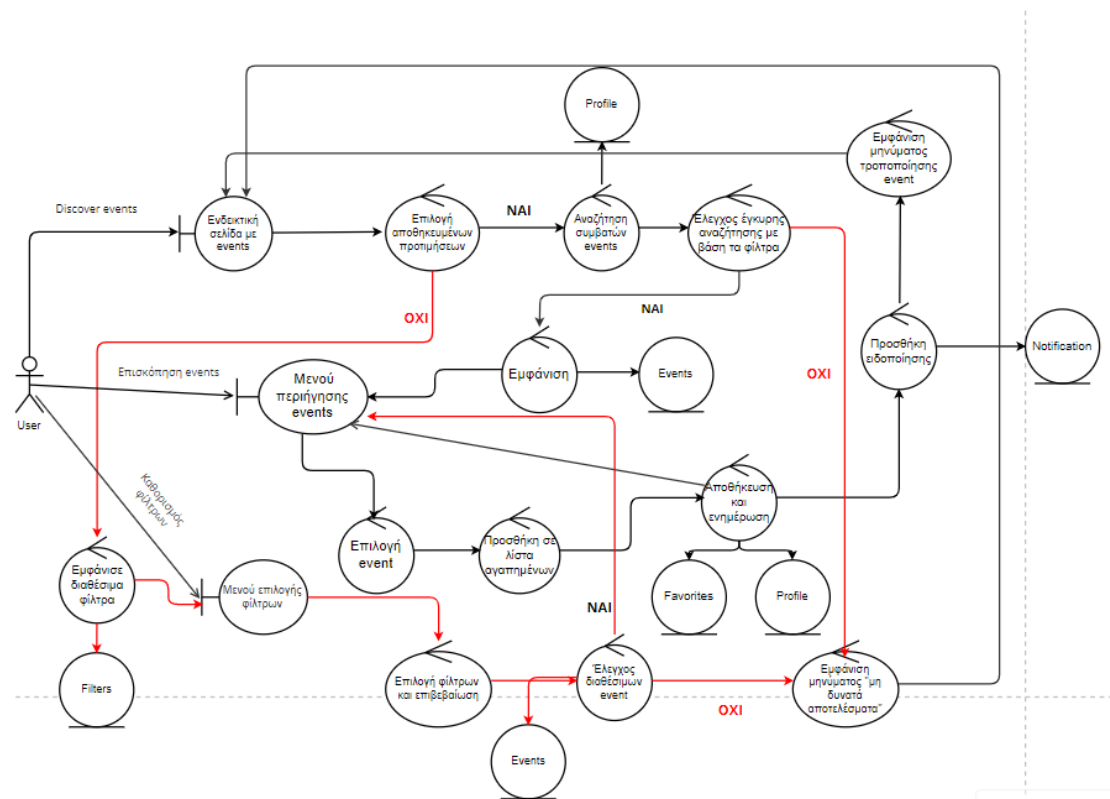 Profile
Εμφάνιση
μηνύματος
τροποποίησης
event
Discover events
Ενδεικτική
σελίδα με
events
Επιλογή
αποθηκευμένων
προτιμήσεων
ΝΑΙ
Αναζήτηση
συμβατών
events
Έλεγχος έγκυρης
αναζήτησης με
βάση τα φίλτρα
ΟΧΙ
ΝΑΙ
Προσθήκη
ειδοποίησης
Notification
Επισκόπηση events
Μενού
περιήγησης
events
Εμφάνιση
Events
ΟΧΙ
User
Καθορισμός
φίλτρων
Αποθήκευση
και
ενημέρωση
Επιλογή
event
Προσθήκη σε
λίστα
αγαπημένων
Εμφάνισε
διαθέσιμα
φίλτρα
Μενού επιλογής
φίλτρων
Favorites
Profile
ΝΑΙ
Filters
Επιλογή φίλτρων
και επιβεβαίωση
Έλεγχος
διαθέσιμων
event
ΟΧΙ
Εμφάνιση
μηνύματος "μη
δυνατά
αποτελέσματα"
Events